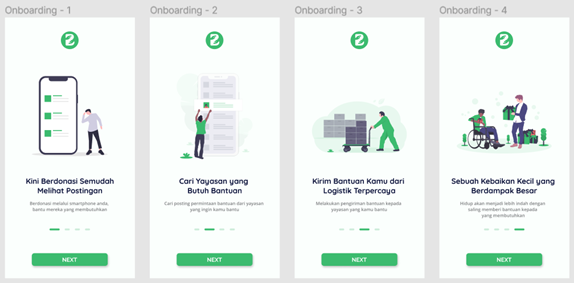 Onboarding - 1
Kini Berdonasi Semudah
Melihat Postingan
Berdonasi melalui smartphone anda,
bantu mereka yang membutuhkan
NEXT
Onboarding - 2
Cari Yayasan yang
Butuh Bantuan
Cari posting permintaan bantuan dari yayasan
yang ingin kamu bantu
NEXT
Onboarding - 3
Kirim Bantuan Kamu dari
Logistik Terpercaya
Melakukan pengiriman bantuan kepada
yayasan yang kamu bantu
NEXT
Onboarding - 4
Sebuah Kebaikan Kecil yang
Berdampak Besar
Hidup akan menjadi lebih indah dengan
saling memberi bantuan kepada
yang membutuhkan
NEXT